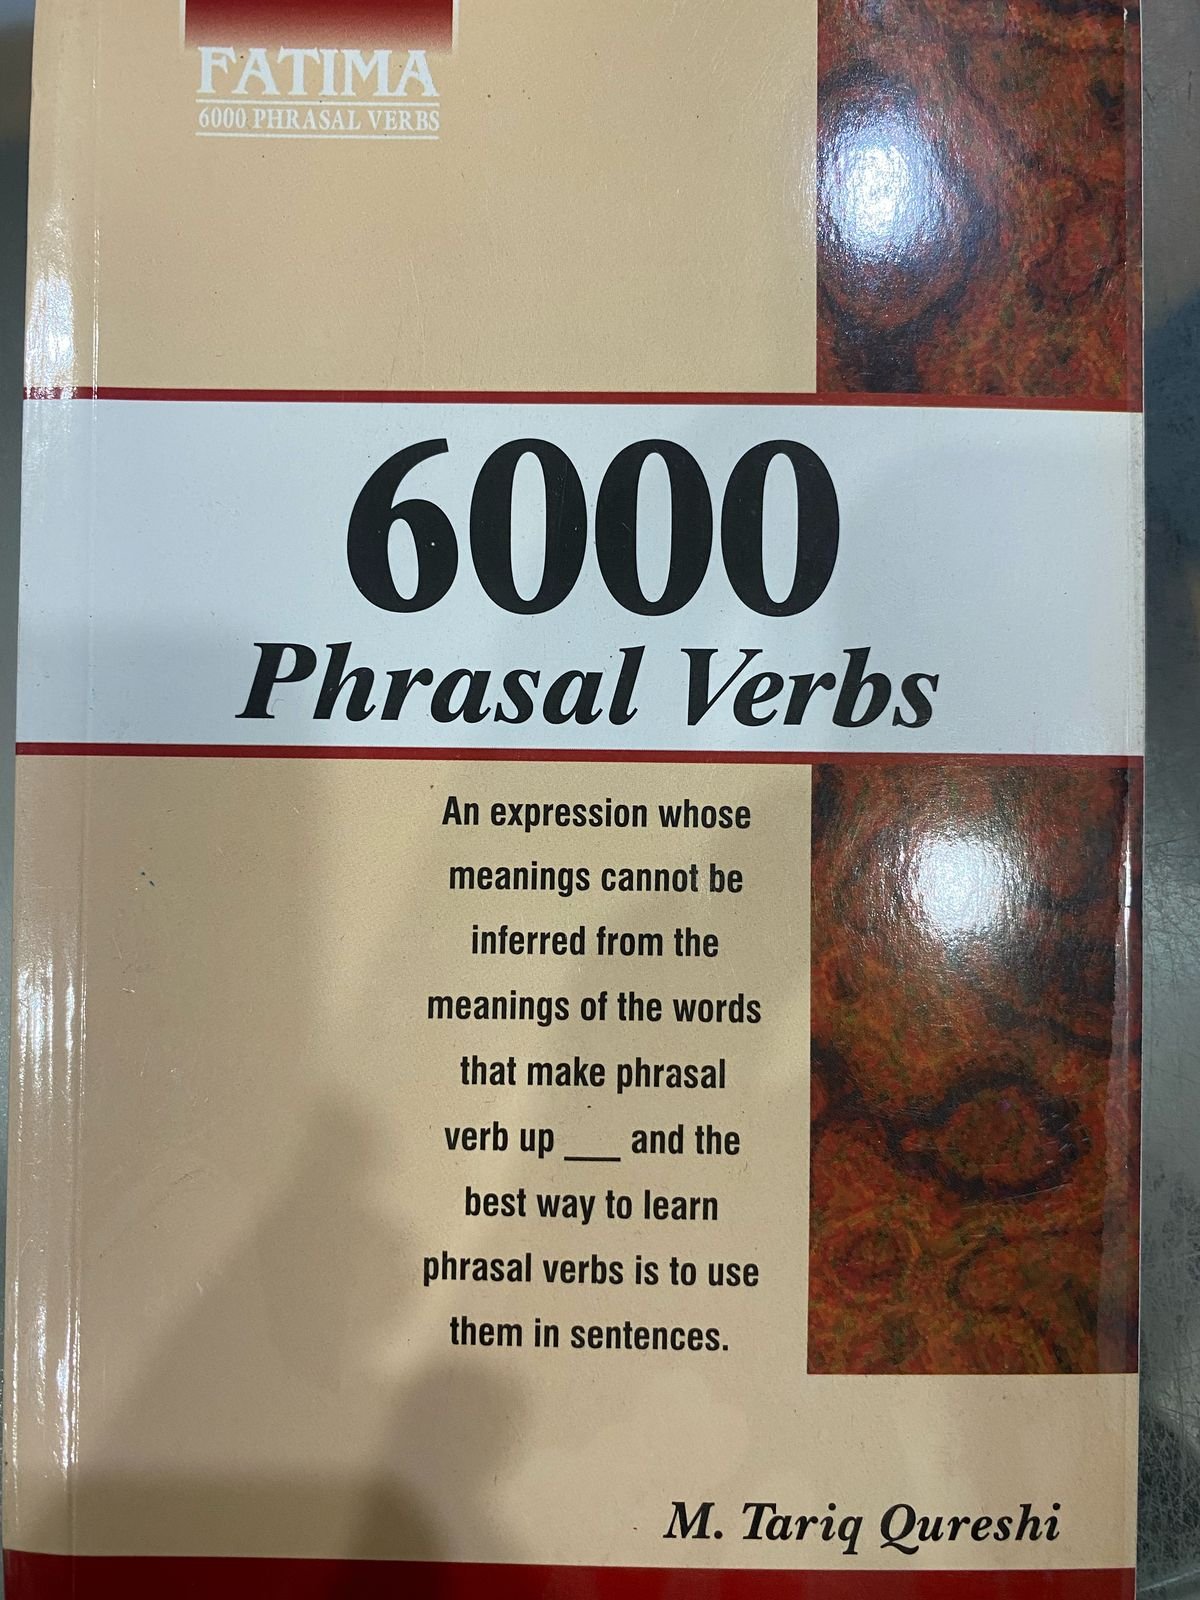 FATIMA
6000 PHRASAL VERBS
6000
Phrasal Verbs
An expression whose
meanings cannot be
inferred from the
meanings of the words
that make phrasal
verb up ___ and the
best way to learn
phrasal verbs is to use
them in sentences.
M. Tariq Qureshi